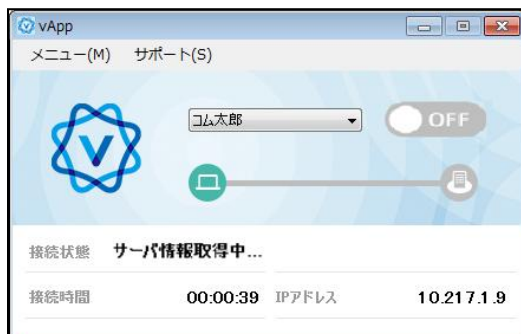 vApp
メニュー(M) サポート(S)
コム太郎
OFF
V
接続状態 サーバ情報取得中...
接続時間 00:00:39 IPアドレス 10.217.1.9